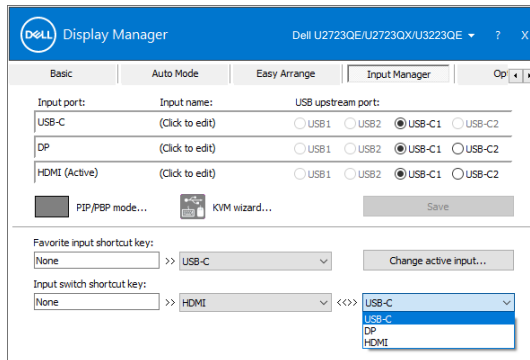 DELL Display Manager Dell U2723QE/U2723QX/U3223QE ? X
Basic Auto Mode Easy Arrange Input Manager Op
Input port: Input name: USB upstream port:
USB-C (Click to edit) USB1 USB2 USB-C1 USB-C2
DP (Click to edit) USB1 USB2 USB-C1 USB-C2
HDMI (Active) (Click to edit) USB1 USB2 USB-C1 USB-C2
PIP/PBP mode... KVM wizard... Save
Favorite input shortcut key:
None >> USB-C Change active input...
Input switch shortcut key:
None >> HDMI <<>> USB-C
USB-C
DP
HDMI